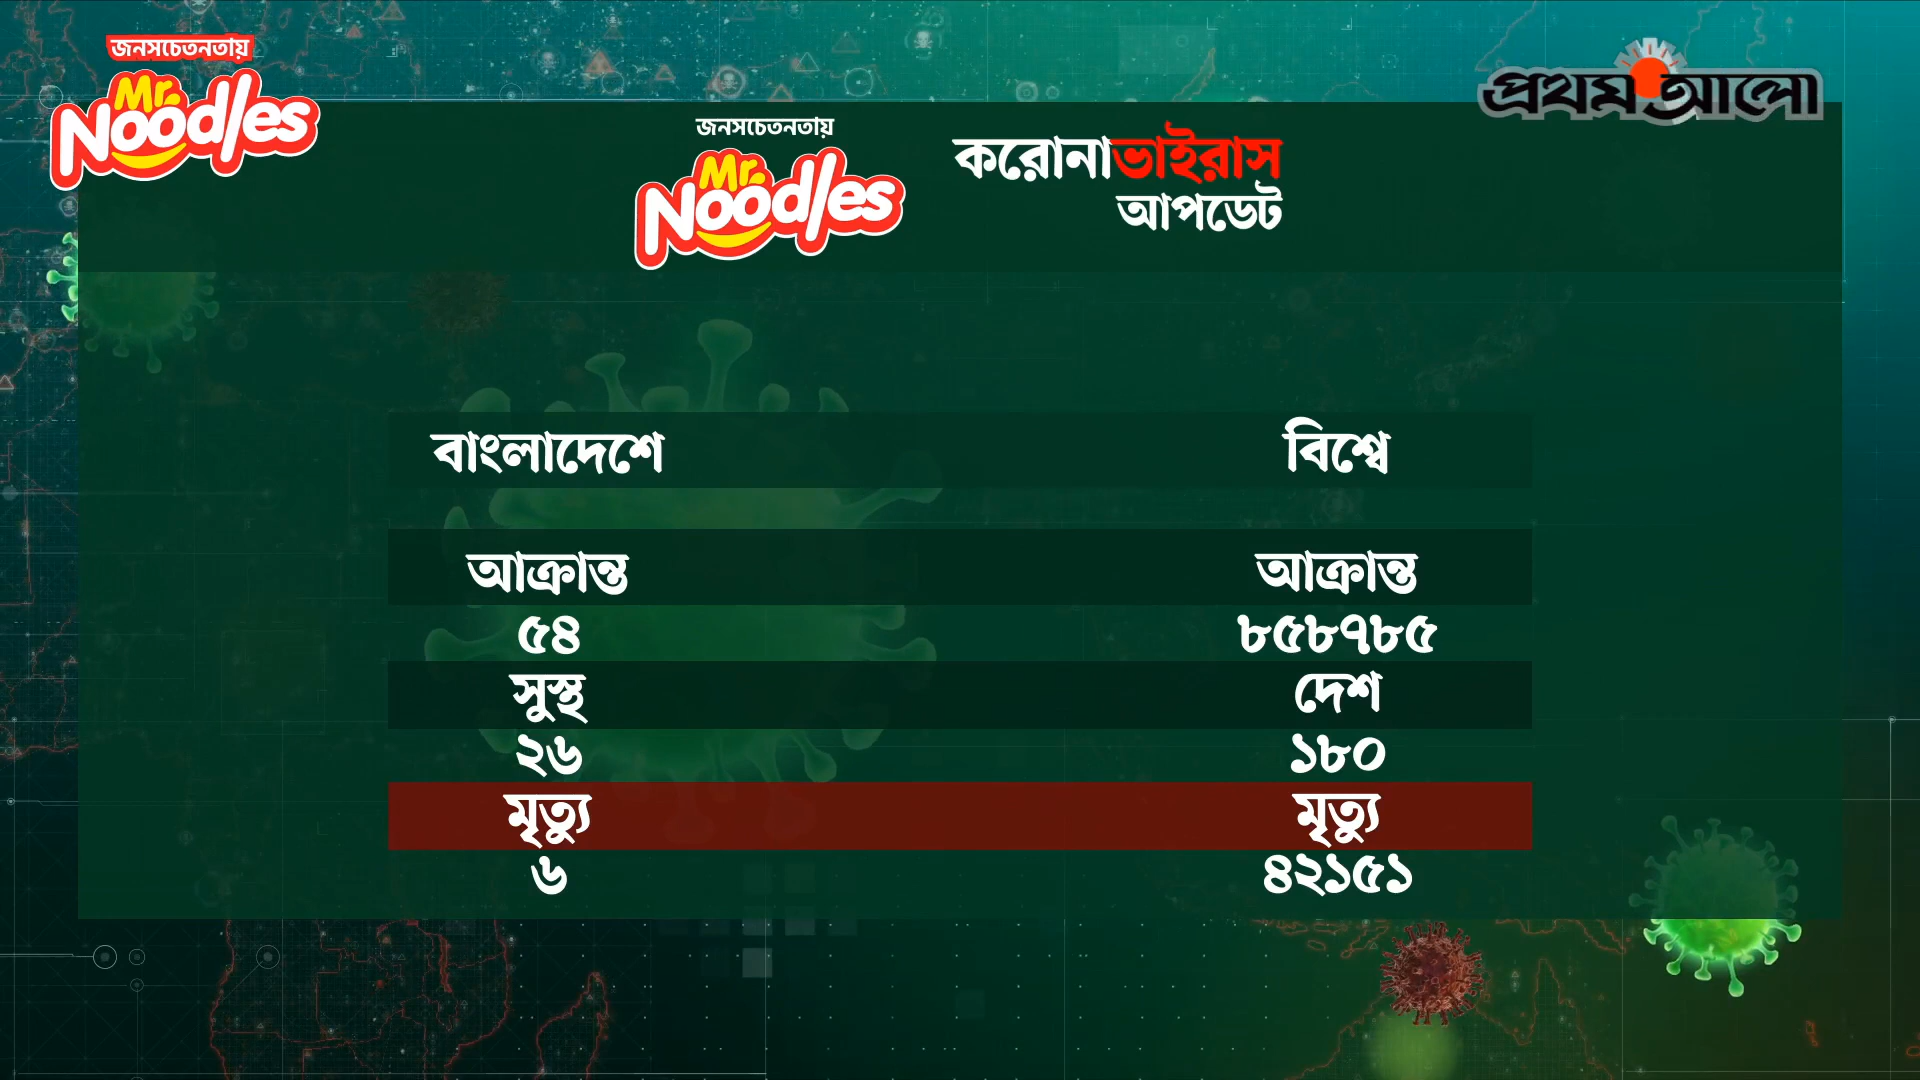 জনসচেতনতায়
Mr.
Noodles
প্রথম আলো
জনসচেতনতায়
Mr.
Noodles
করোনাভাইরাস
আপডেট
বাংলাদেশে বিশ্বে
আক্রান্ত আক্রান্ত
৫৪ ৮৫৮৭৮৫
সুস্থ দেশ
২৬ ১৮০
মৃত্যু মৃত্যু
৬ ৪২১৫১